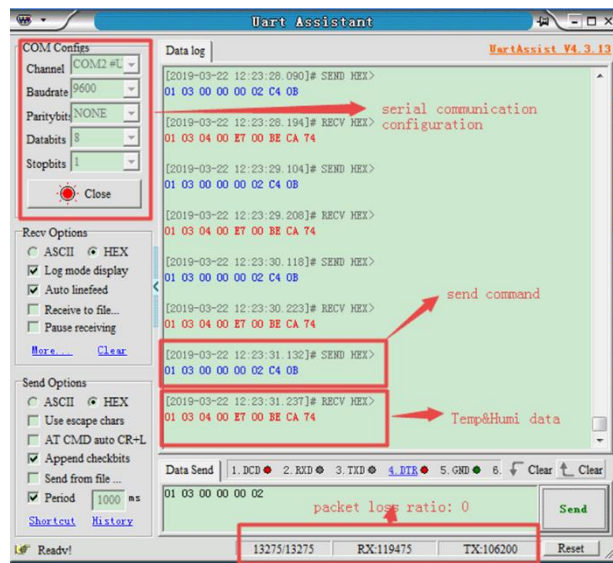 Uart Assistant
COM Configs
Channel COM2 #U
Baudrate 9600
Paritybit: NONE
Databits 8
Stopbits 1
Close
Recv Options
ASCII HEX
Log mode display
Auto linefeed
Receive to file...
Pause receiving
More... Clear
Send Options
ASCII HEX
Use escape chars
AT CMD auto CR+L
Append checkbits
Send from file ...
Period 1000 ms
Shortcut History
Data log UartAssist V4.3.13
[2019-03-22 12:23:28.090]# SEND HEX>
01 03 00 00 00 02 C4 0B
[2019-03-22 12:23:28.194]# RECV HEX>
01 03 04 00 E7 00 BE CA 74
serial communication
configuration
[2019-03-22 12:23:29.104]# SEND HEX>
01 03 00 00 00 02 C4 0B
[2019-03-22 12:23:29.208]# RECV HEX>
01 03 04 00 E7 00 BE CA 74
[2019-03-22 12:23:30.118]# SEND HEX>
01 03 00 00 00 02 C4 0B
send command
[2019-03-22 12:23:30.223]# RECV HEX>
01 03 04 00 E7 00 BE CA 74
[2019-03-22 12:23:31.132]# SEND HEX>
01 03 00 00 00 02 C4 0B
[2019-03-22 12:23:31.237]# RECV HEX>
01 03 04 00 E7 00 BE CA 74
Temp&Humi data
Data Send 1. DCD 2. RXD 3. TXD 4. DTR 5. GND 6. Clear Clear
01 03 00 00 00 02
packet loss ratio: 0
Send
Ready! 13275/13275 RX:119475 TX:106200 Reset